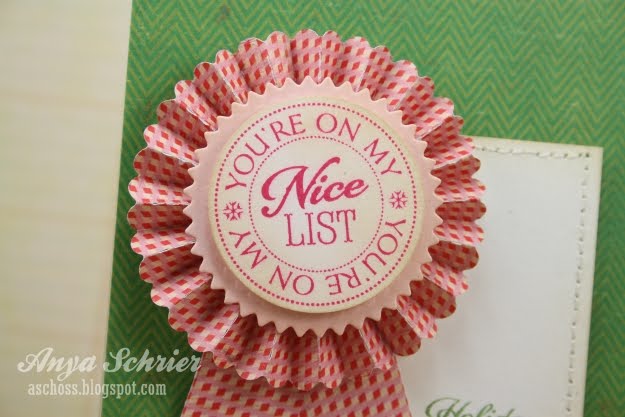 YOU'RE ON MY
Nice
LIST
YOU'RE ON MY
Anya Schrier
aschoss.blogspot.com